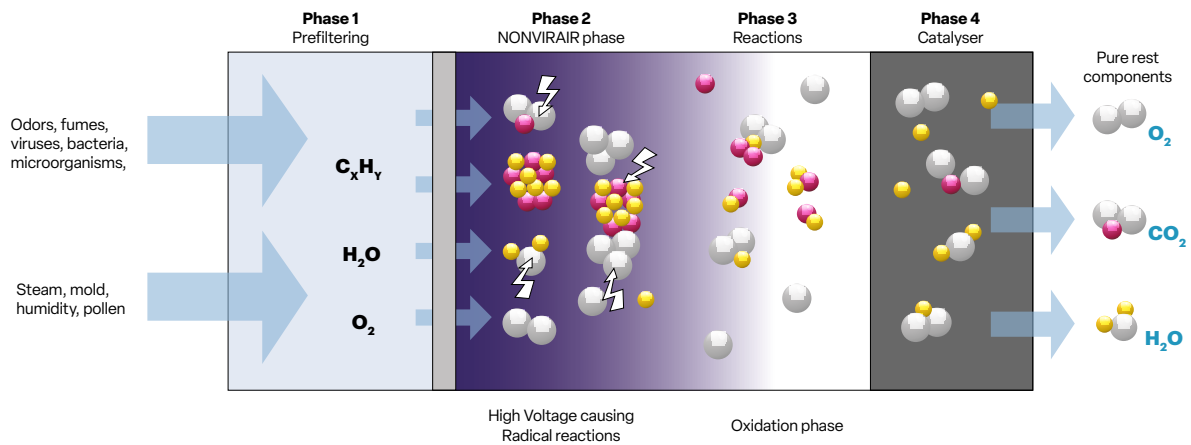 Phase 1
Prefiltering
Phase 2
NONVIRAIR phase
Phase 3
Reactions
Phase 4
Catalyser
Pure rest
components
Odors, fumes,
viruses, bacteria,
microorganisms,
Steam, mold,
humidity, pollen
CXHY
H2O
O2
O2
CO2
H2O
High Voltage causing
Radical reactions
Oxidation phase